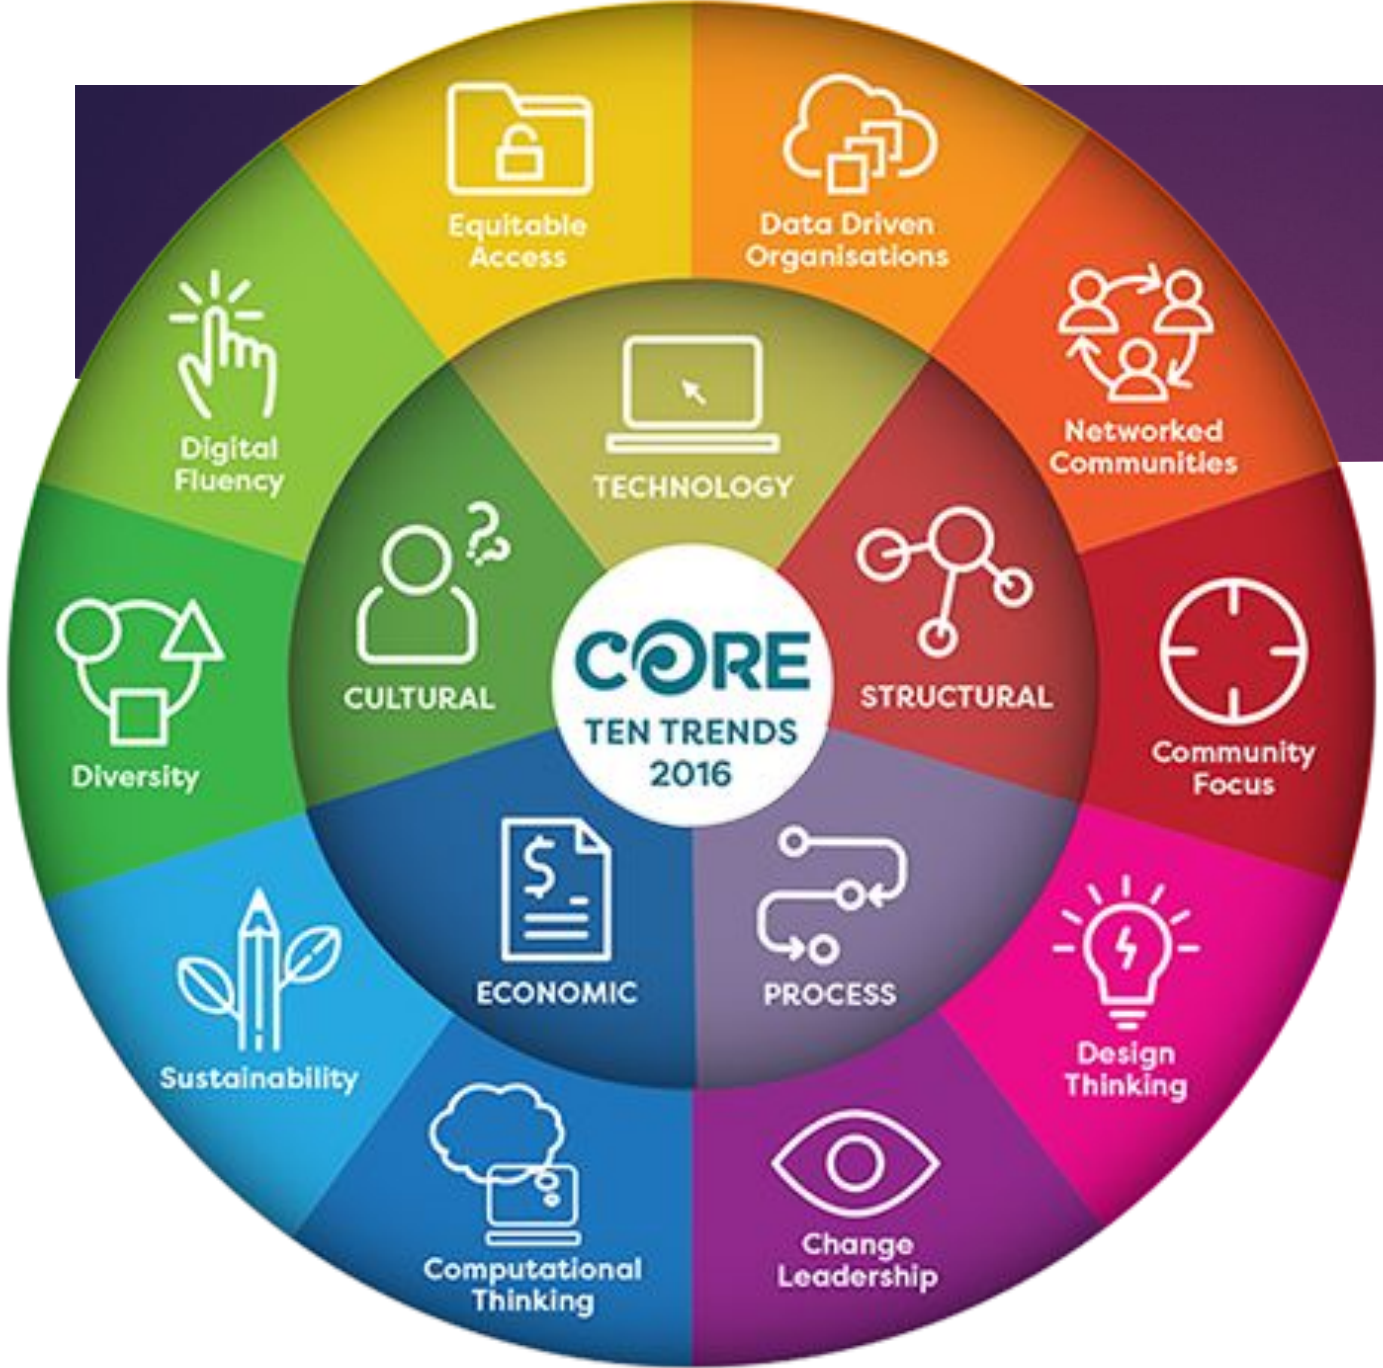 Equitable
Access
Data Driven
Organisations
Networked
Communities
Community
Focus
Design
Thinking
Change
Leadership
Computational
Thinking
Sustainability
Diversity
Digital
Fluency
TECHNOLOGY
STRUCTURAL
PROCESS
ECONOMIC
CULTURAL
CORE
TEN TRENDS
2016